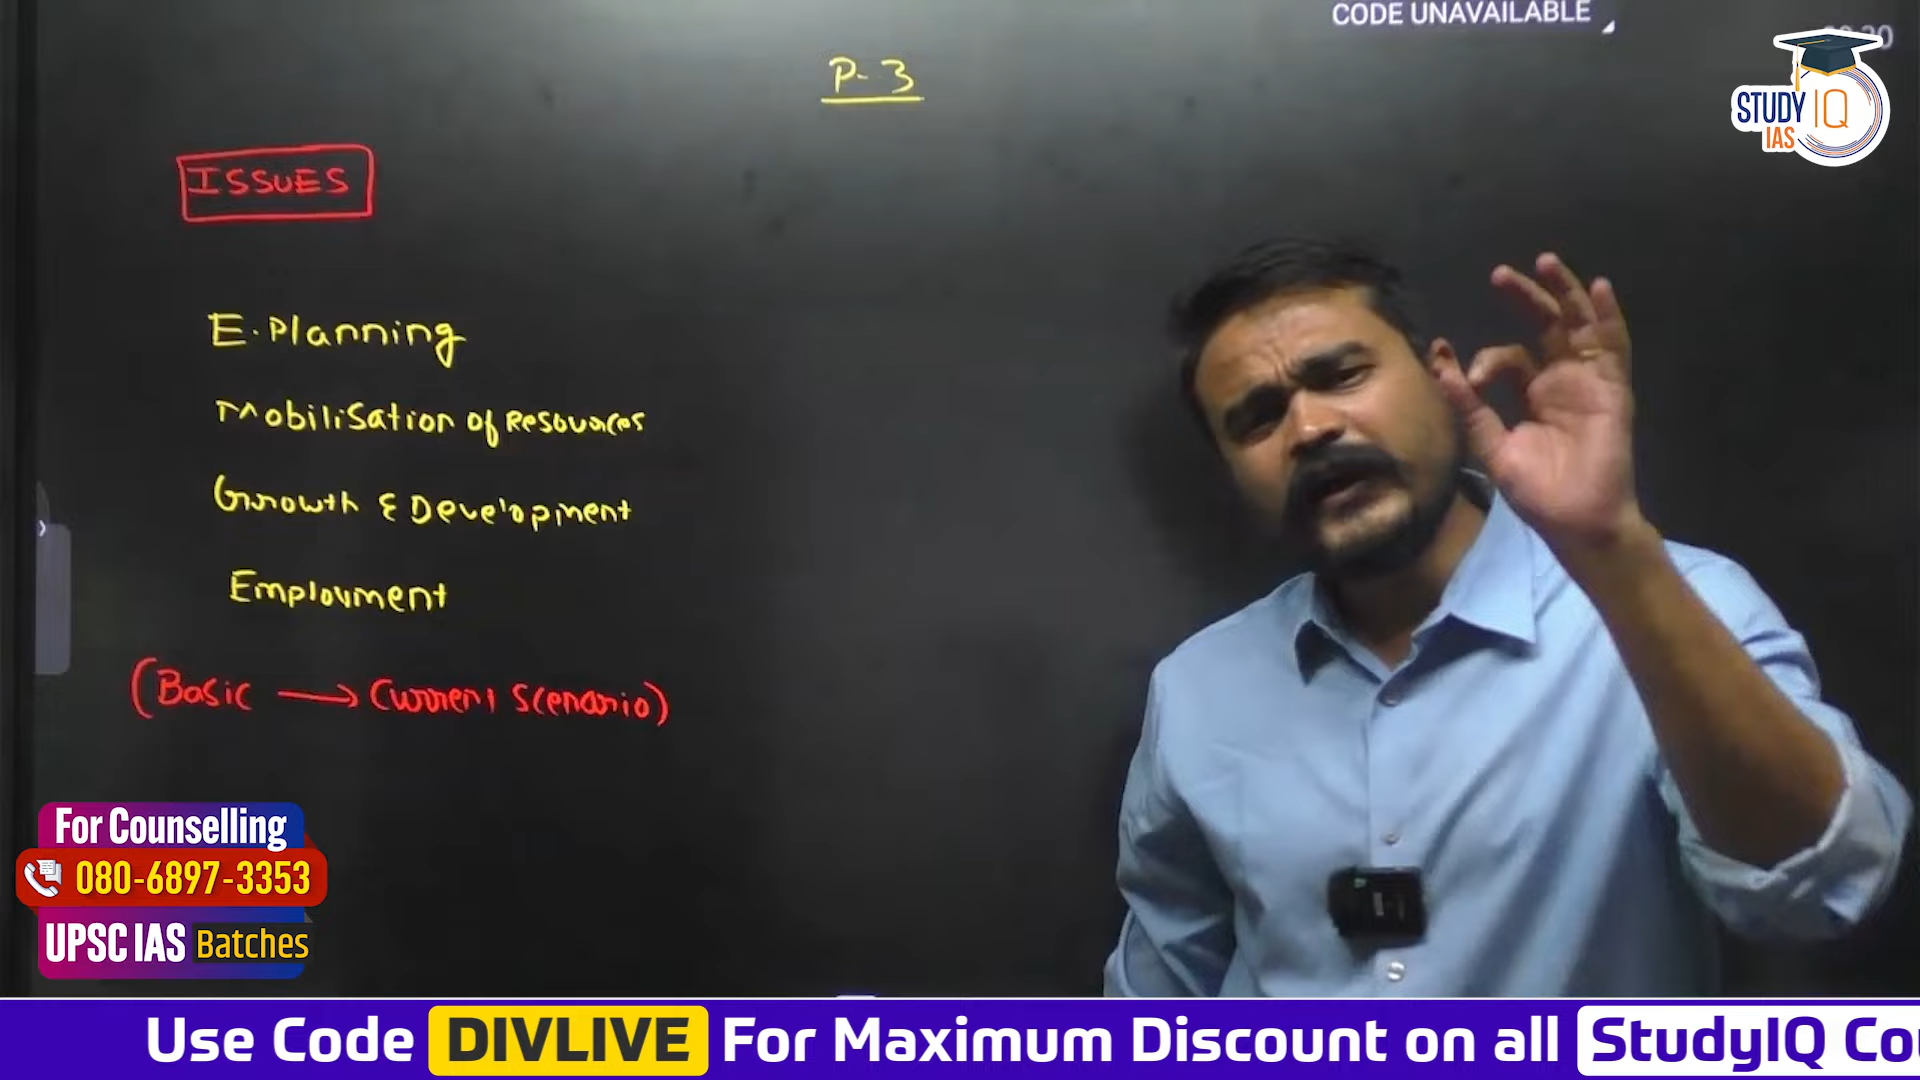 CODE UNAVAILABLE
P-3
STUDY IQ
IAS
ISSUES
E.Planning
Mobilisation of Resources
Growth & Development
Employment
(Basic → Current Scenario)
For Counselling
080-6897-3353
UPSC IAS Batches
Use Code DIVLIVE For Maximum Discount on all StudyIQ Co